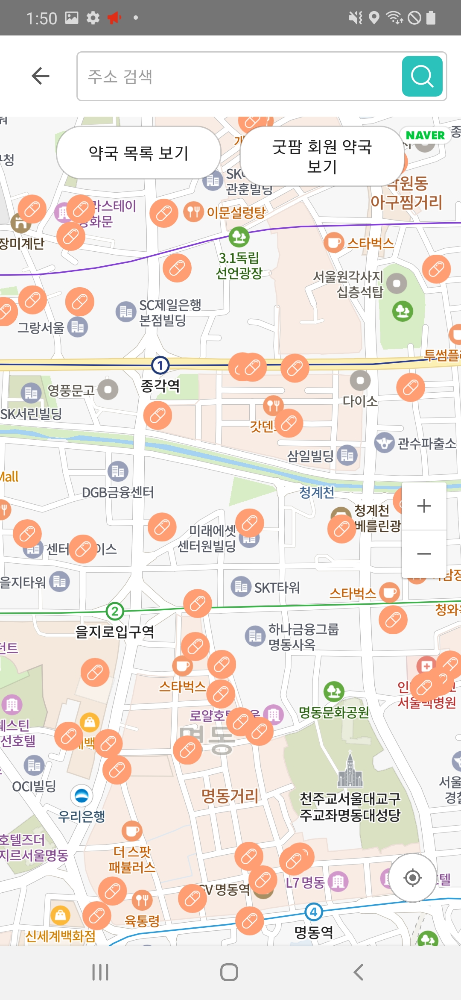 1:50
주소 검색
약국 목록 보기
굿팜 회원 약국
보기
NAVER
관훈빌딩
아구찜거리
이문설렁탕
장미계단
3.1독립
선언광장
스타벅스
서울원각사지
십층석탑
SC제일은행
본점빌딩
그랑서울
투썸플
1
종각역
영풍문고
SK서린빌딩
다이소
갓덴
관수파출소
삼일빌딩
Mall
DGB금융센터
청계천
청계천
베를린광
미래에셋
센터원빌딩
센터 이스
을지타워
SKT타워
스타벅스
2
을지로입구역
하나금융그룹
명동사옥
스타벅스
서울백병원
로얄호텔
명동문화공원
웨스틴
선호텔
명동
OCI빌딩
명동거리
천주교서울대교구
주교좌명동대성당
우리은행
호텔즈더
지르서울명동
더 스팟
패뷸러스
명동역
L7 명동
텔
육통령
4
명동역
신세계백화점